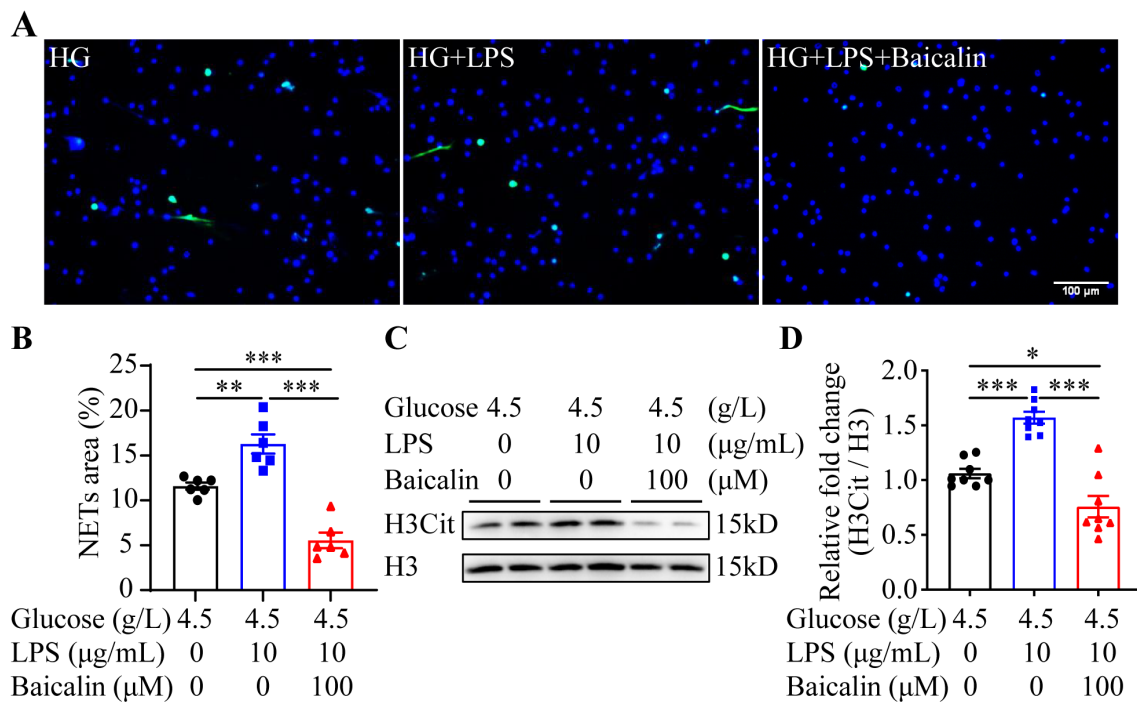 A
HG
HG+LPS
HG+LPS+Baicalin
100 μm
B
NETs area (%)
25
20
15
10
5
0
***
** ***
Glucose (g/L) 4.5 4.5 4.5
LPS (μg/mL) 0 10 10
Baicalin (μM) 0 0 100
C
Glucose 4.5 4.5 4.5 (g/L)
LPS 0 10 10 (μg/mL)
Baicalin 0 0 100 (μM)
H3Cit 15kD
H3 15kD
D
Relative fold change
(H3Cit / H3)
2.0
1.5
1.0
0.5
0.0
*
*** ***
Glucose (g/L) 4.5 4.5 4.5
LPS (μg/mL) 0 10 10
Baicalin (μM) 0 0 100